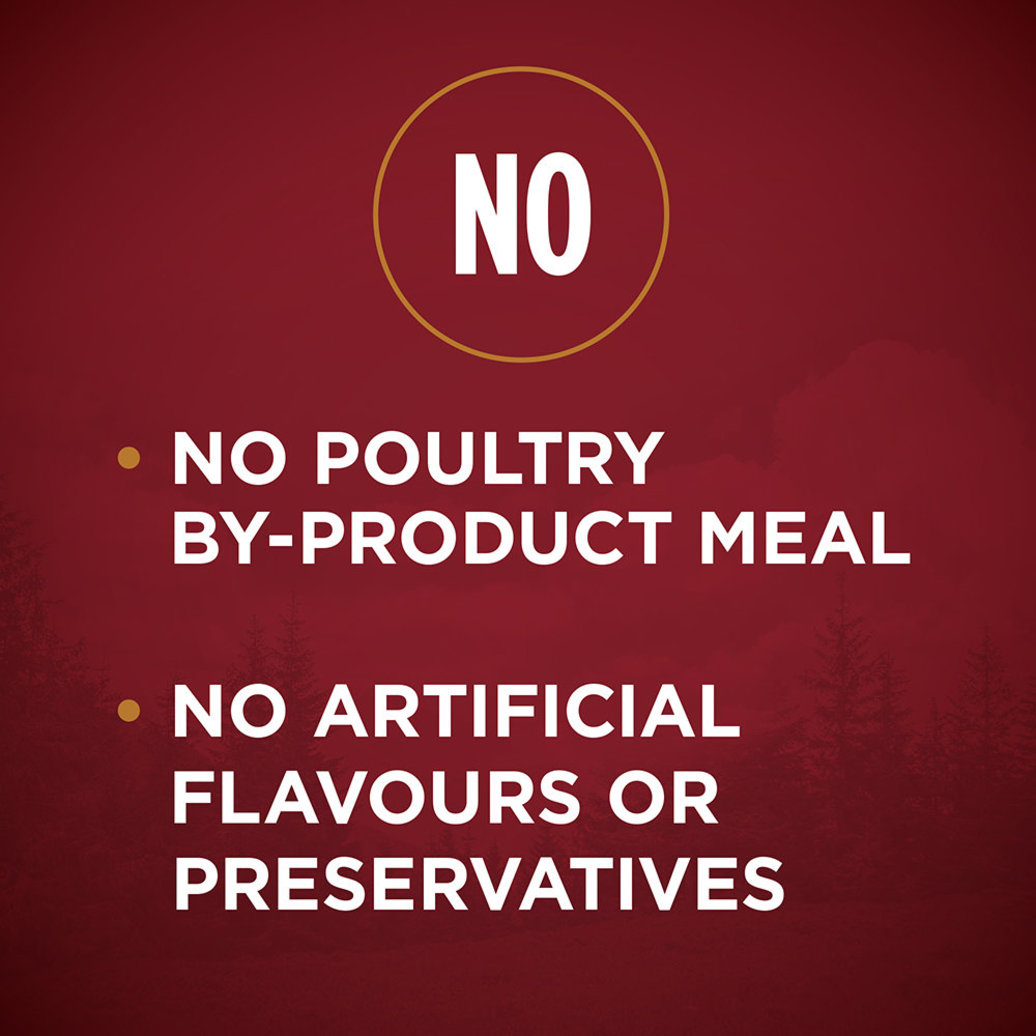 NO
• NO POULTRY
BY-PRODUCT MEAL
• NO ARTIFICIAL
FLAVOURS OR
PRESERVATIVES